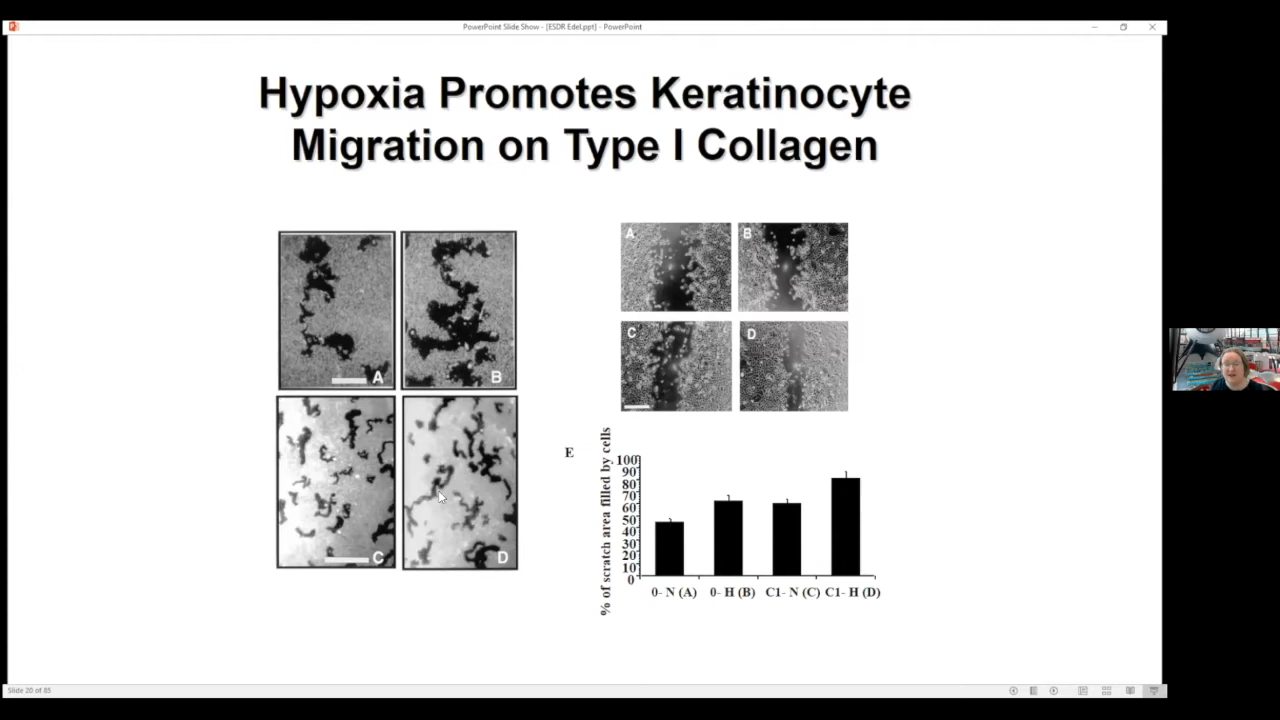 PowerPoint Slide Show - [ESDR Edel.ppt] - PowerPoint
Hypoxia Promotes Keratinocyte
Migration on Type I Collagen
A
B
C
D
A
B
C
D
E
% of scratch area filled by cells
100
90
80
70
60
50
40
30
20
10
0
0- N (A)
0- H (B)
C1- N (C)
C1- H (D)
Slide 20 of 85